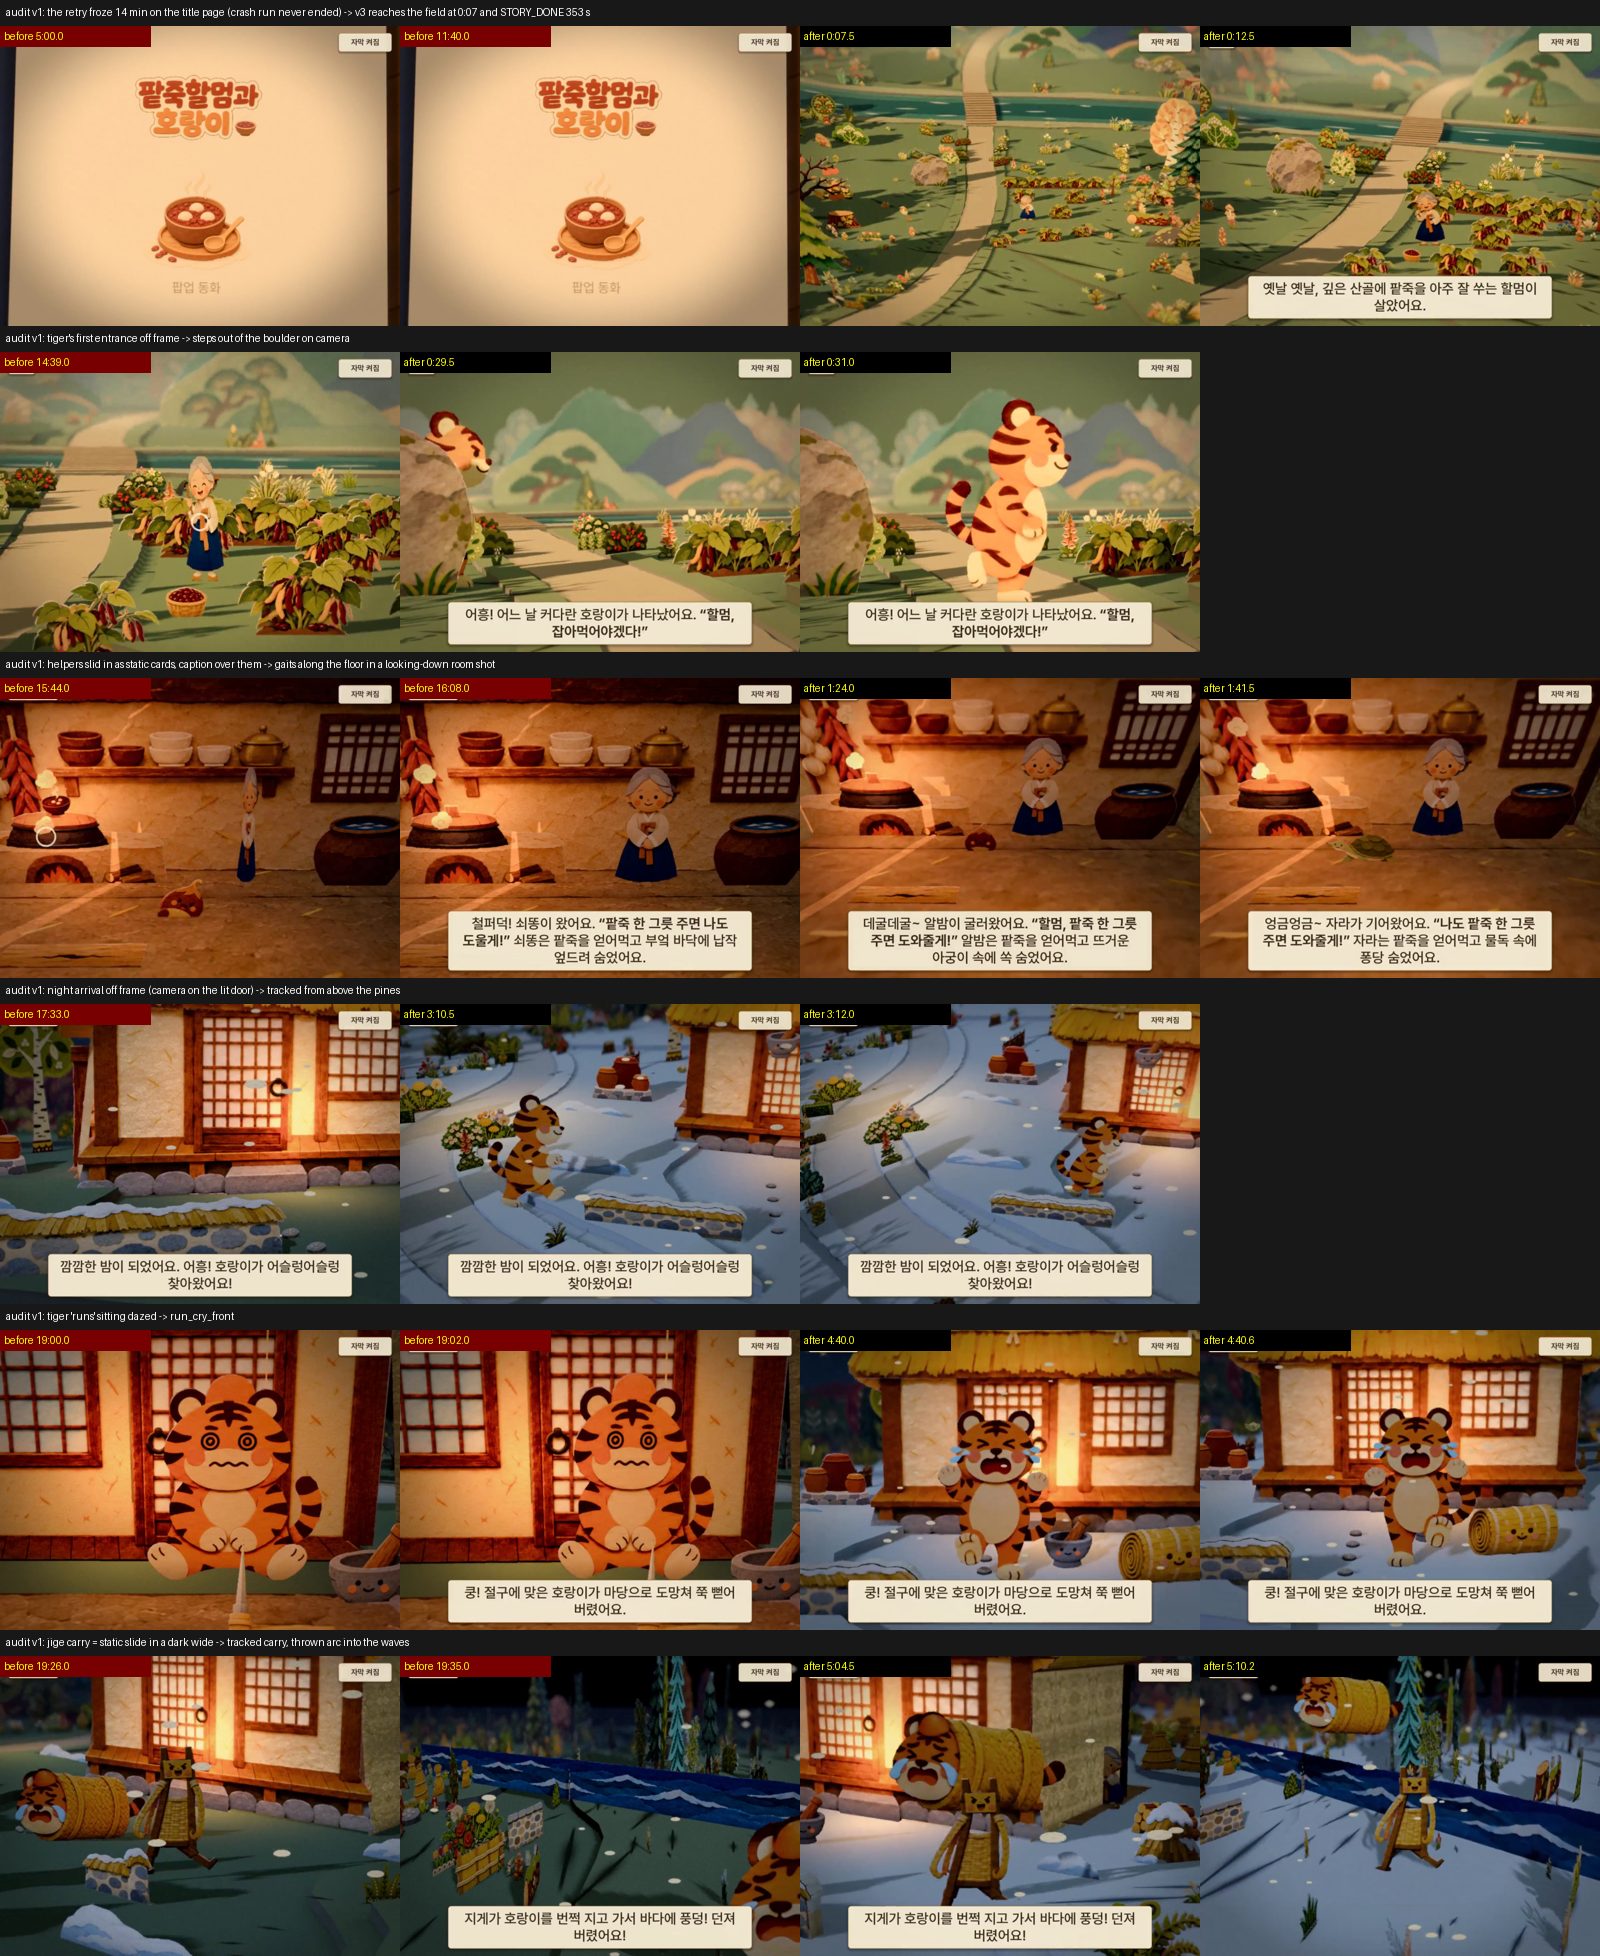 audit v1: the retry froze 14 min on the title page (crash run never ended) -> v3 reaches the field at 0:07 and STORY_DONE 353 s
before 5:00.0
자막 켜짐
팥죽할멈과
호랑이
팝업 동화
before 11:40.0
자막 켜짐
팥죽할멈과
호랑이
팝업 동화
after 0:07.5
자막 켜짐
after 0:12.5
자막 켜짐
옛날 옛날, 깊은 산골에 팥죽을 아주 잘 쑤는 할멈이
살았어요.
audit v1: tiger's first entrance off frame -> steps out of the boulder on camera
before 14:39.0
자막 켜짐
after 0:29.5
자막 켜짐
어흥! 어느 날 커다란 호랑이가 나타났어요. “할멈,
잡아먹어야겠다!”
after 0:31.0
자막 켜짐
어흥! 어느 날 커다란 호랑이가 나타났어요. “할멈,
잡아먹어야겠다!”
audit v1: helpers slid in as static cards, caption over them -> gaits along the floor in a looking-down room shot
before 15:44.0
자막 켜짐
before 16:08.0
자막 켜짐
철퍼덕! 쇠똥이 왔어요. “팥죽 한 그릇 주면 나도
도울게!” 쇠똥은 팥죽을 얻어먹고 부엌 바닥에 납작
엎드려 숨었어요.
after 1:24.0
자막 켜짐
데굴데굴~ 알밤이 굴러왔어요. “할멈, 팥죽 한 그릇
주면 도와줄게!” 알밤은 팥죽을 얻어먹고 뜨거운
아궁이 속에 쏙 숨었어요.
after 1:41.5
자막 켜짐
엉금엉금~ 자라가 기어왔어요. “나도 팥죽 한 그릇
주면 도와줄게!” 자라는 팥죽을 얻어먹고 물독 속에
퐁당 숨었어요.
audit v1: night arrival off frame (camera on the lit door) -> tracked from above the pines
before 17:33.0
자막 켜짐
깜깜한 밤이 되었어요. 어흥! 호랑이가 어슬렁어슬렁
찾아왔어요!
after 3:10.5
자막 켜짐
깜깜한 밤이 되었어요. 어흥! 호랑이가 어슬렁어슬렁
찾아왔어요!
after 3:12.0
자막 켜짐
깜깜한 밤이 되었어요. 어흥! 호랑이가 어슬렁어슬렁
찾아왔어요!
audit v1: tiger 'runs' sitting dazed -> run_cry_front
before 19:00.0
자막 켜짐
before 19:02.0
자막 켜짐
쿵! 절구에 맞은 호랑이가 마당으로 도망쳐 쭉 뻗어
버렸어요.
after 4:40.0
자막 켜짐
쿵! 절구에 맞은 호랑이가 마당으로 도망쳐 쭉 뻗어
버렸어요.
after 4:40.6
자막 켜짐
쿵! 절구에 맞은 호랑이가 마당으로 도망쳐 쭉 뻗어
버렸어요.
audit v1: jige carry = static slide in a dark wide -> tracked carry, thrown arc into the waves
before 19:26.0
자막 켜짐
before 19:35.0
자막 켜짐
지게가 호랑이를 번쩍 지고 가서 바다에 풍덩! 던져
버렸어요!
after 5:04.5
자막 켜짐
지게가 호랑이를 번쩍 지고 가서 바다에 풍덩! 던져
버렸어요!
after 5:10.2
자막 켜짐